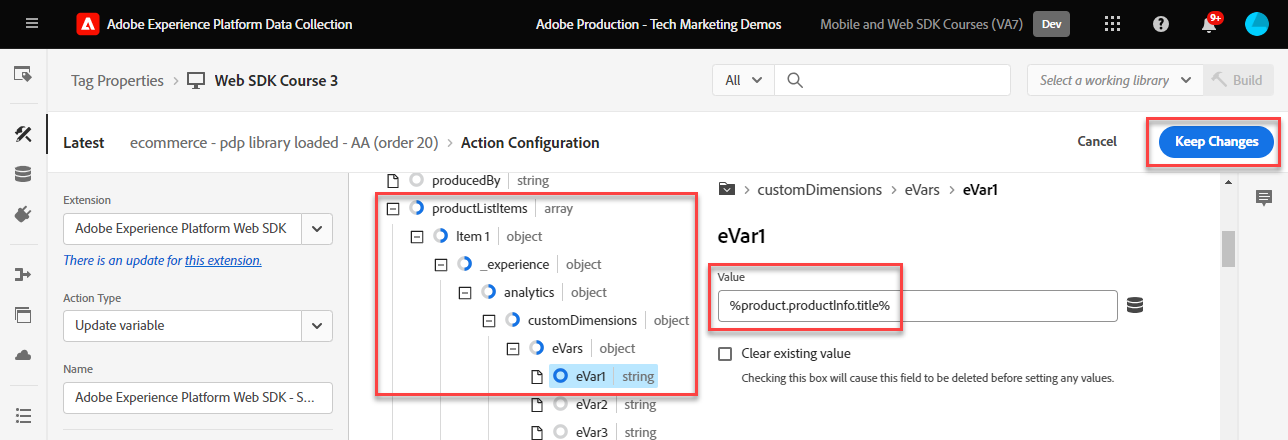 Adobe Experience Platform Data Collection
Adobe Production - Tech Marketing Demos
Mobile and Web SDK Courses (VA7)
Dev
9+
Tag Properties > Web SDK Course 3
All
Select a working library
Build
Latest
ecommerce - pdp library loaded - AA (order 20) > Action Configuration
Cancel
Keep Changes
Extension
Adobe Experience Platform Web SDK
There is an update for this extension.
Action Type
Update variable
Name
Adobe Experience Platform Web SDK - S...
producedBy string
productListItems array
Item 1 object
_experience object
analytics object
customDimensions object
eVars object
eVar1 string
eVar2 string
eVar3 string
> customDimensions > eVars > eVar1
eVar1
Value
%product.productInfo.title%
Clear existing value
Checking this box will cause this field to be deleted before setting any values.